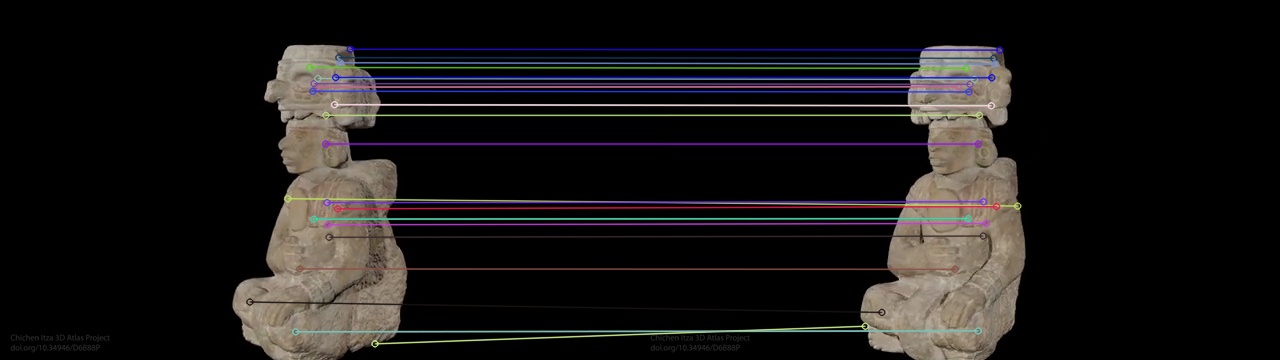 Chichen Itza 3D Atlas Project
doi.org/10.34946/D6B88P
Chichen Itza 3D Atlas Project
doi.org/10.34946/D6B88P